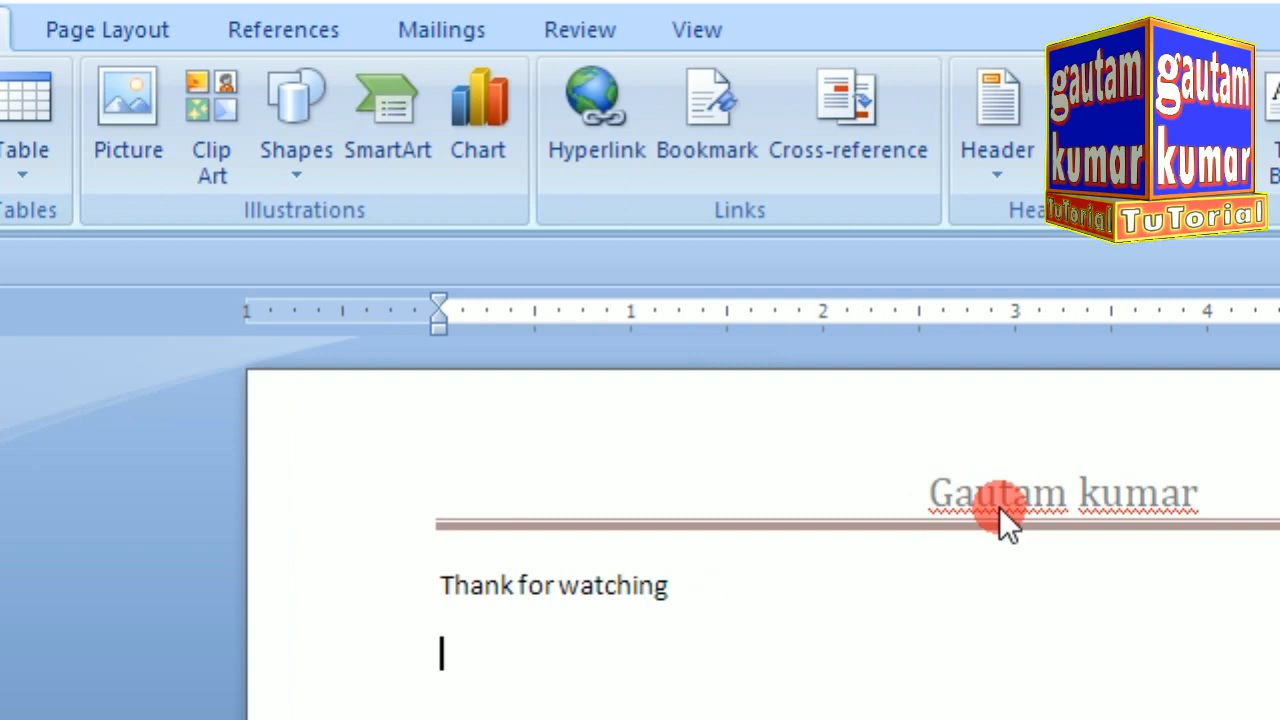 Page Layout References Mailings Review View
Table Picture Clip Art Shapes SmartArt Chart Hyperlink Bookmark Cross-reference Header
Tables Illustrations Links
gautam kumar TuTorial
gautam kumar TuTorial
1 1 2 3 4
Gautam kumar
Thank for watching